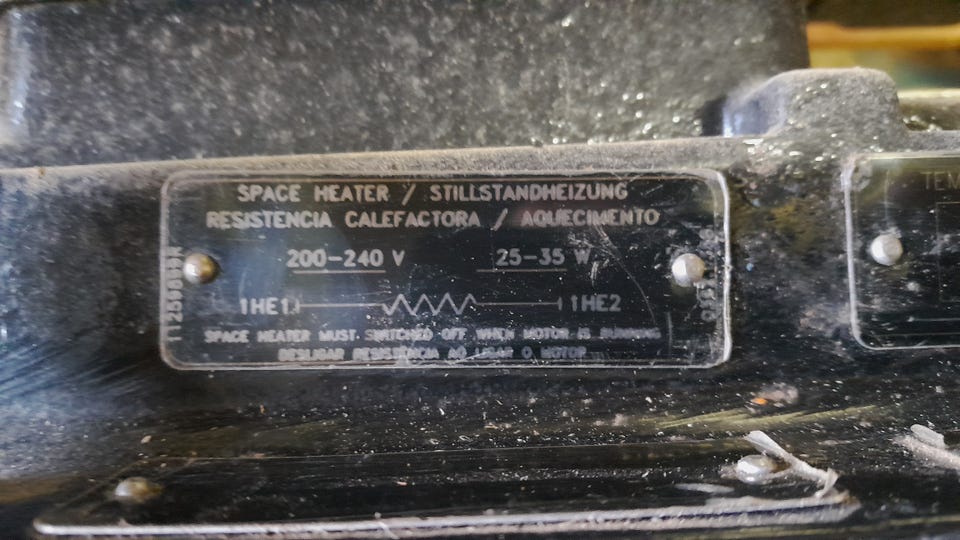 SPACE HEATER / STILLSTANDHEIZUNG
RESISTENCIA CALEFACTORA / AQUECIMENTO
200-240 V 25-35 W
1HE1 1HE2
SPACE HEATER MUST SWITCHED OFF WHEN MOTOR IS RUNNING
DESLIGAR RESISTENCIA AO LIGAR O MOTOR
TEM